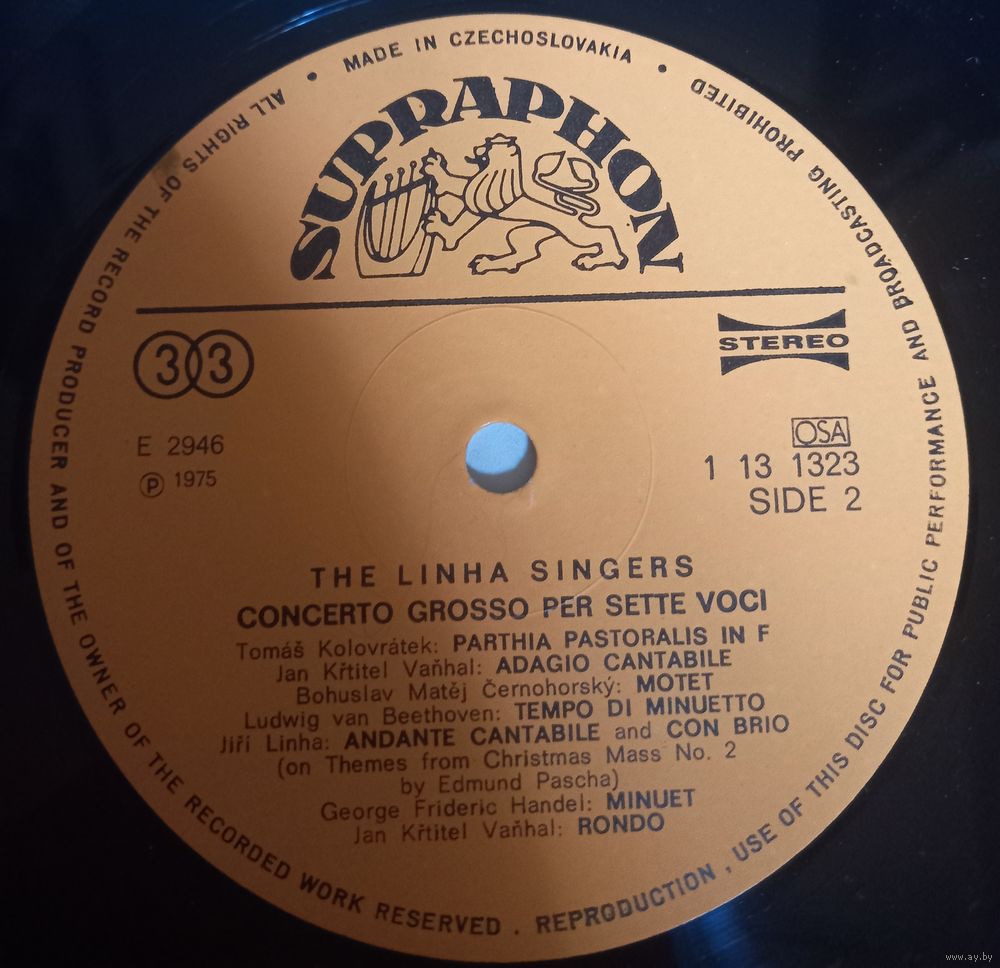 MADE IN CZECHOSLOVAKIA
SUPRAPHON
33
STEREO
E 2946
OSA
℗ 1975
1 13 1323
SIDE 2
THE LINHA SINGERS
CONCERTO GROSSO PER SETTE VOCI
Tomáš Kolovrátek: PARTHIA PASTORALIS IN F
Jan Křtitel Vaňhal: ADAGIO CANTABILE
Bohuslav Matěj Černohorský: MOTET
Ludwig van Beethoven: TEMPO DI MINUETTO
Jiří Linha: ANDANTE CANTABILE and CON BRIO
(on Themes from Christmas Mass No. 2
by Edmund Pascha)
George Frideric Handel: MINUET
Jan Křtitel Vaňhal: RONDO
ALL RIGHTS OF THE RECORD PRODUCER AND OF THE OWNER OF THE RECORDED WORK RESERVED . REPRODUCTION , USE OF THIS DISC FOR PUBLIC PERFORMANCE AND BROADCASTING PROHIBITED
www.ay.by